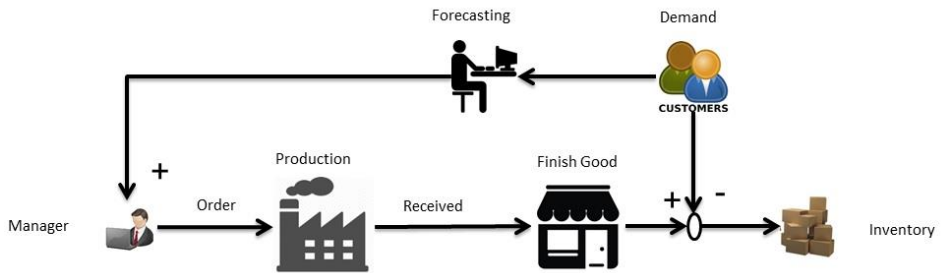 Forecasting
Demand
CUSTOMERS
+
Production
Finish Good
Manager
Order
Received
+ -
Inventory